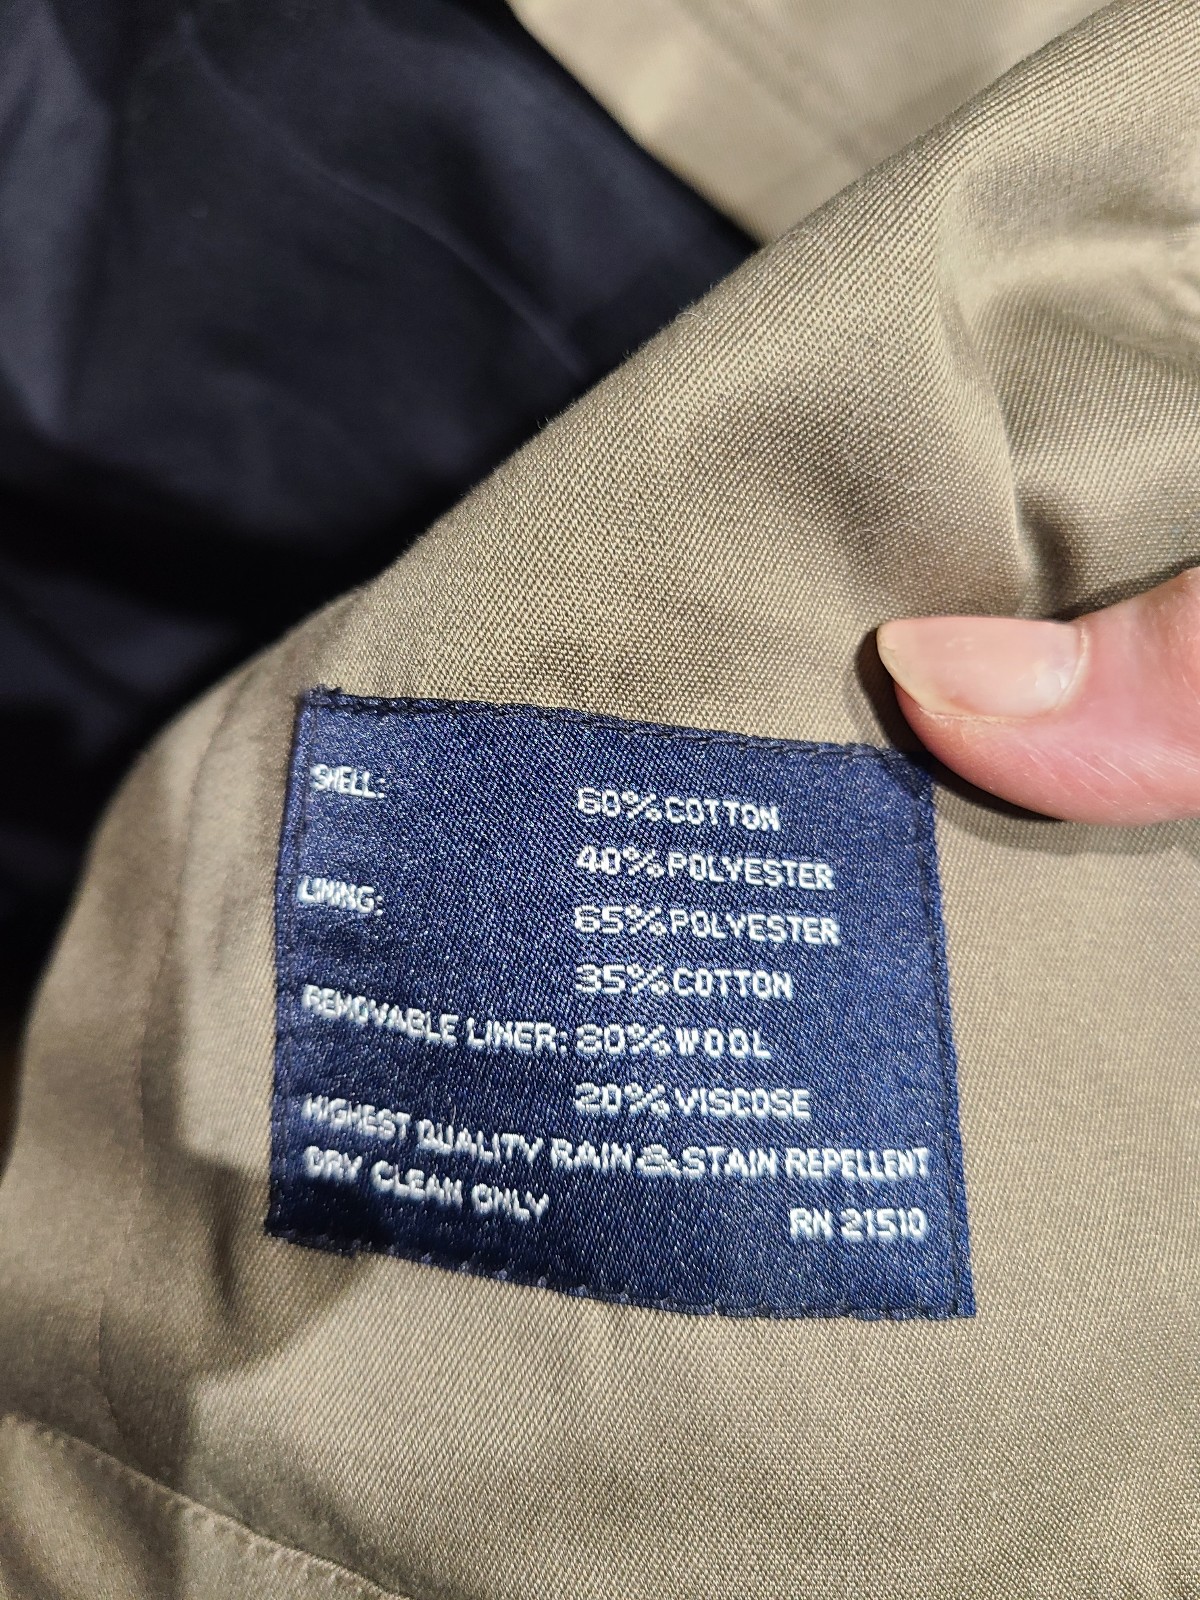 SHELL: 60% COTTON
40% POLYESTER
LINING: 65% POLYESTER
35% COTTON
REMOVABLE LINER: 80% WOOL
20% VISCOSE
HIGHEST QUALITY RAIN & STAIN REPELLENT
DRY CLEAN ONLY RN 21510